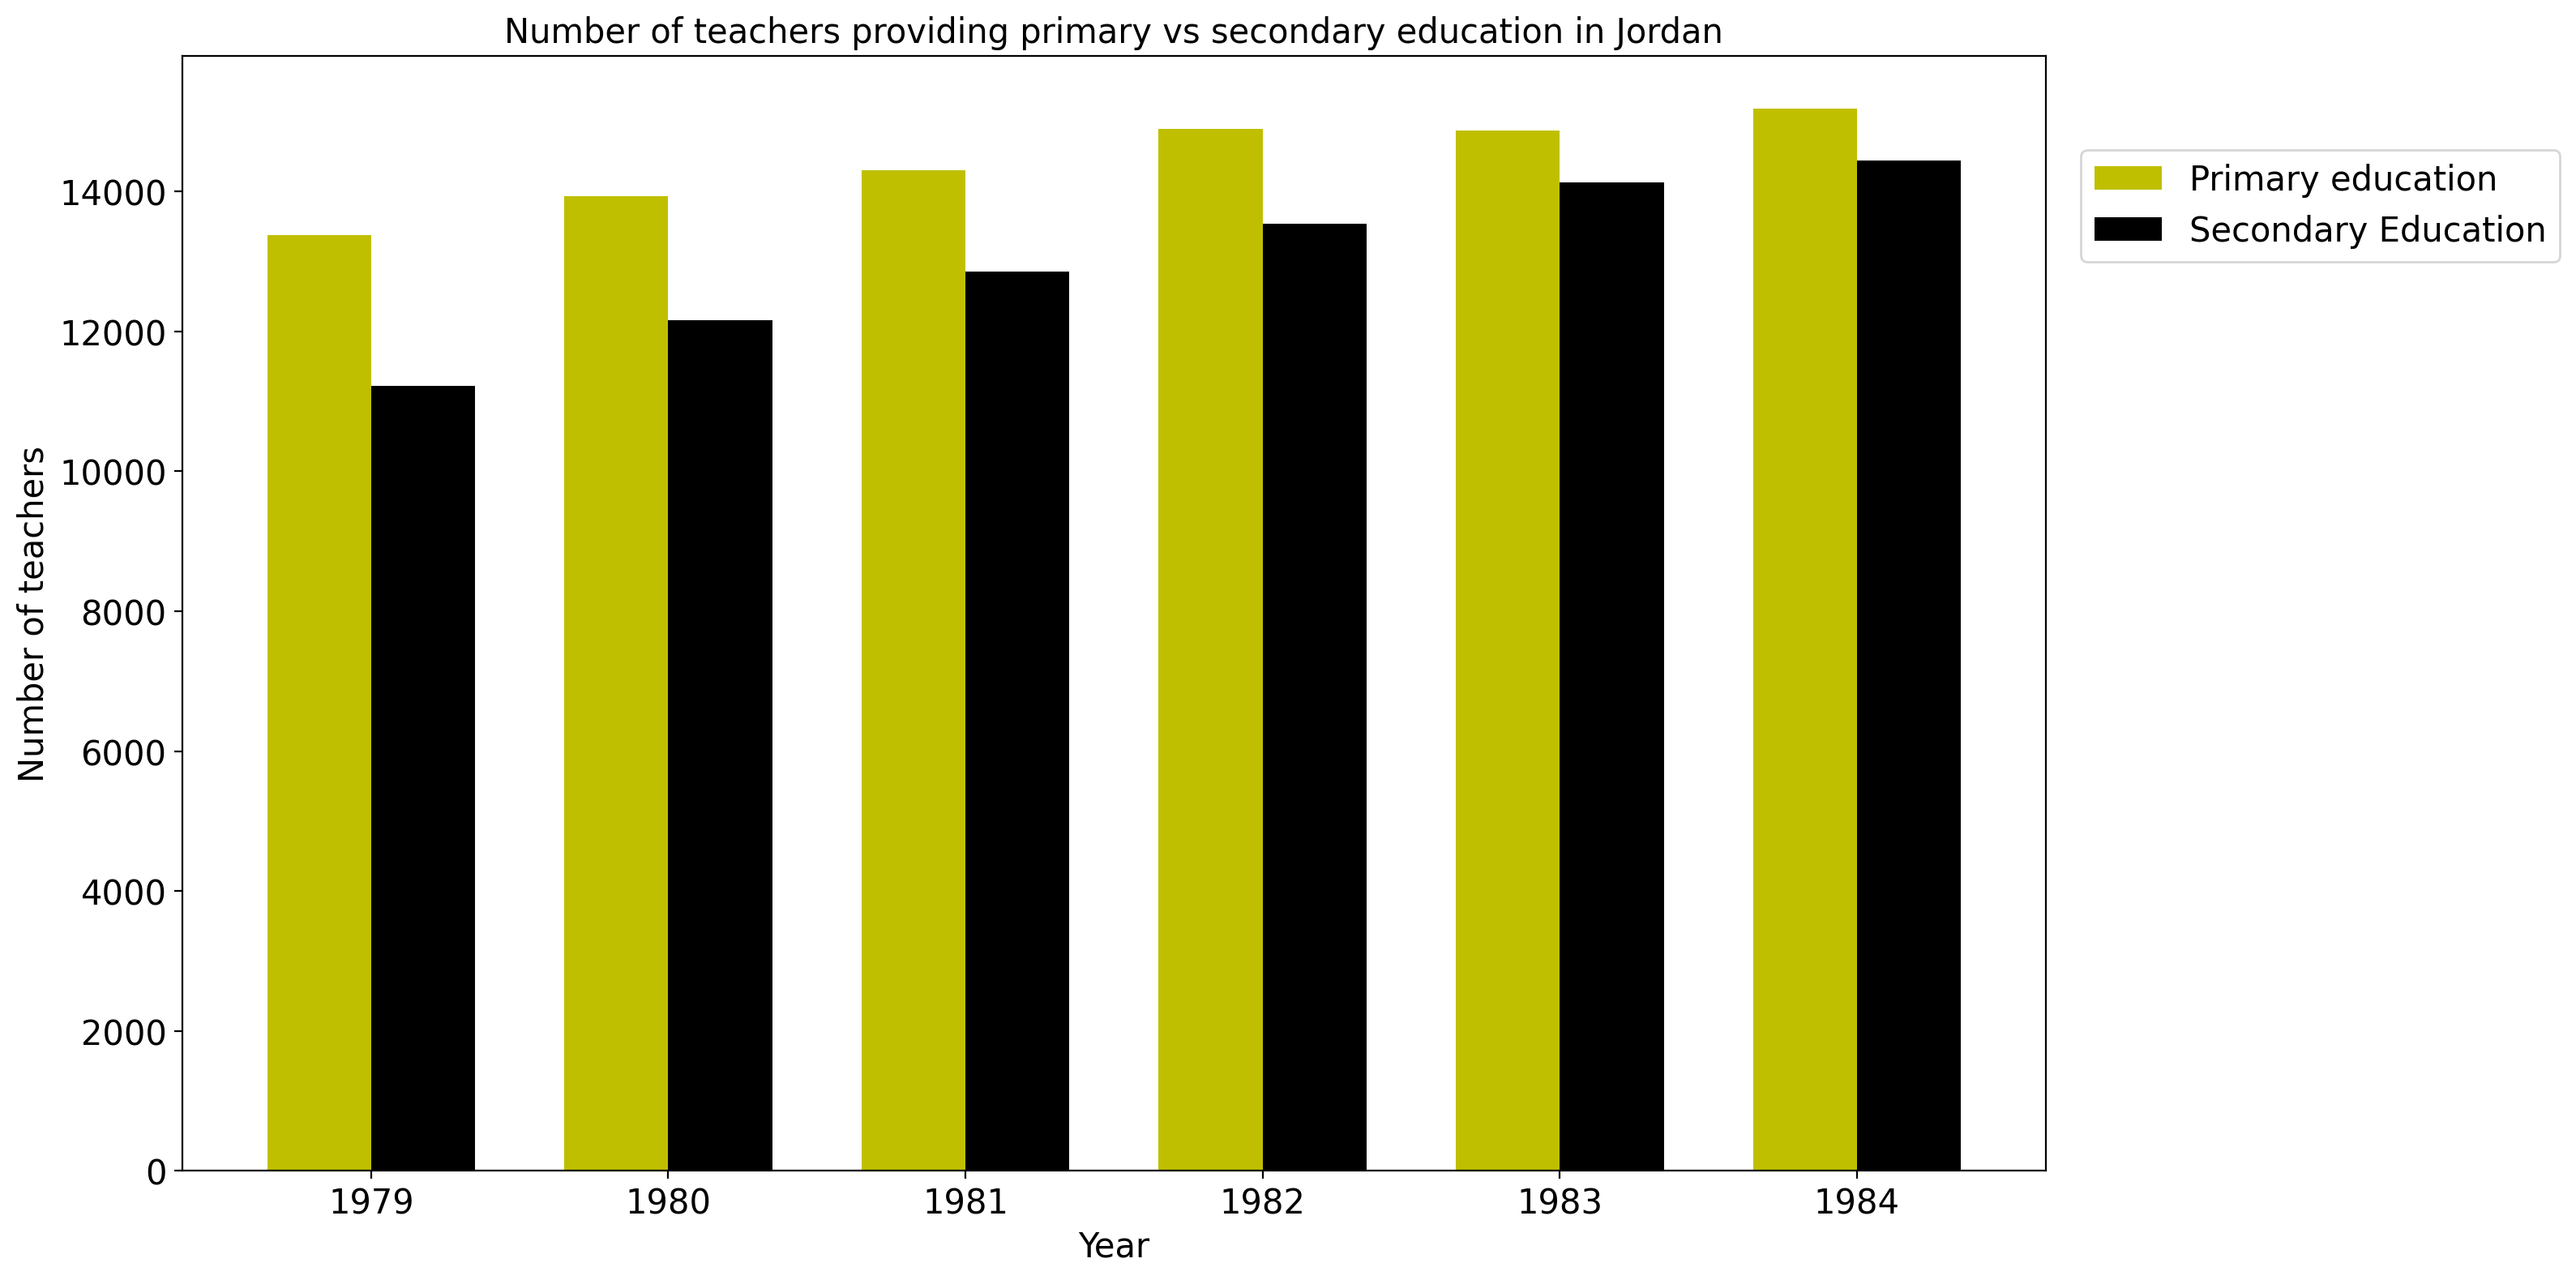 Number of teachers providing primary vs secondary education in Jordan
Primary education
Secondary Education
Number of teachers
14000
12000
10000
8000
6000
4000
2000
0
1979
1980
1981
1982
1983
1984
Year